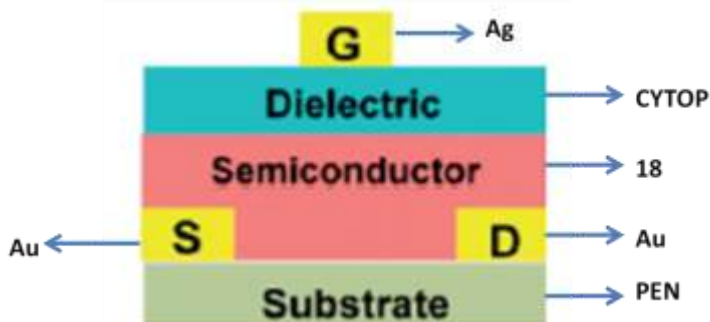 G
Ag
Dielectric
CYTOP
Semiconductor
18
Au
S
D
Au
Substrate
PEN